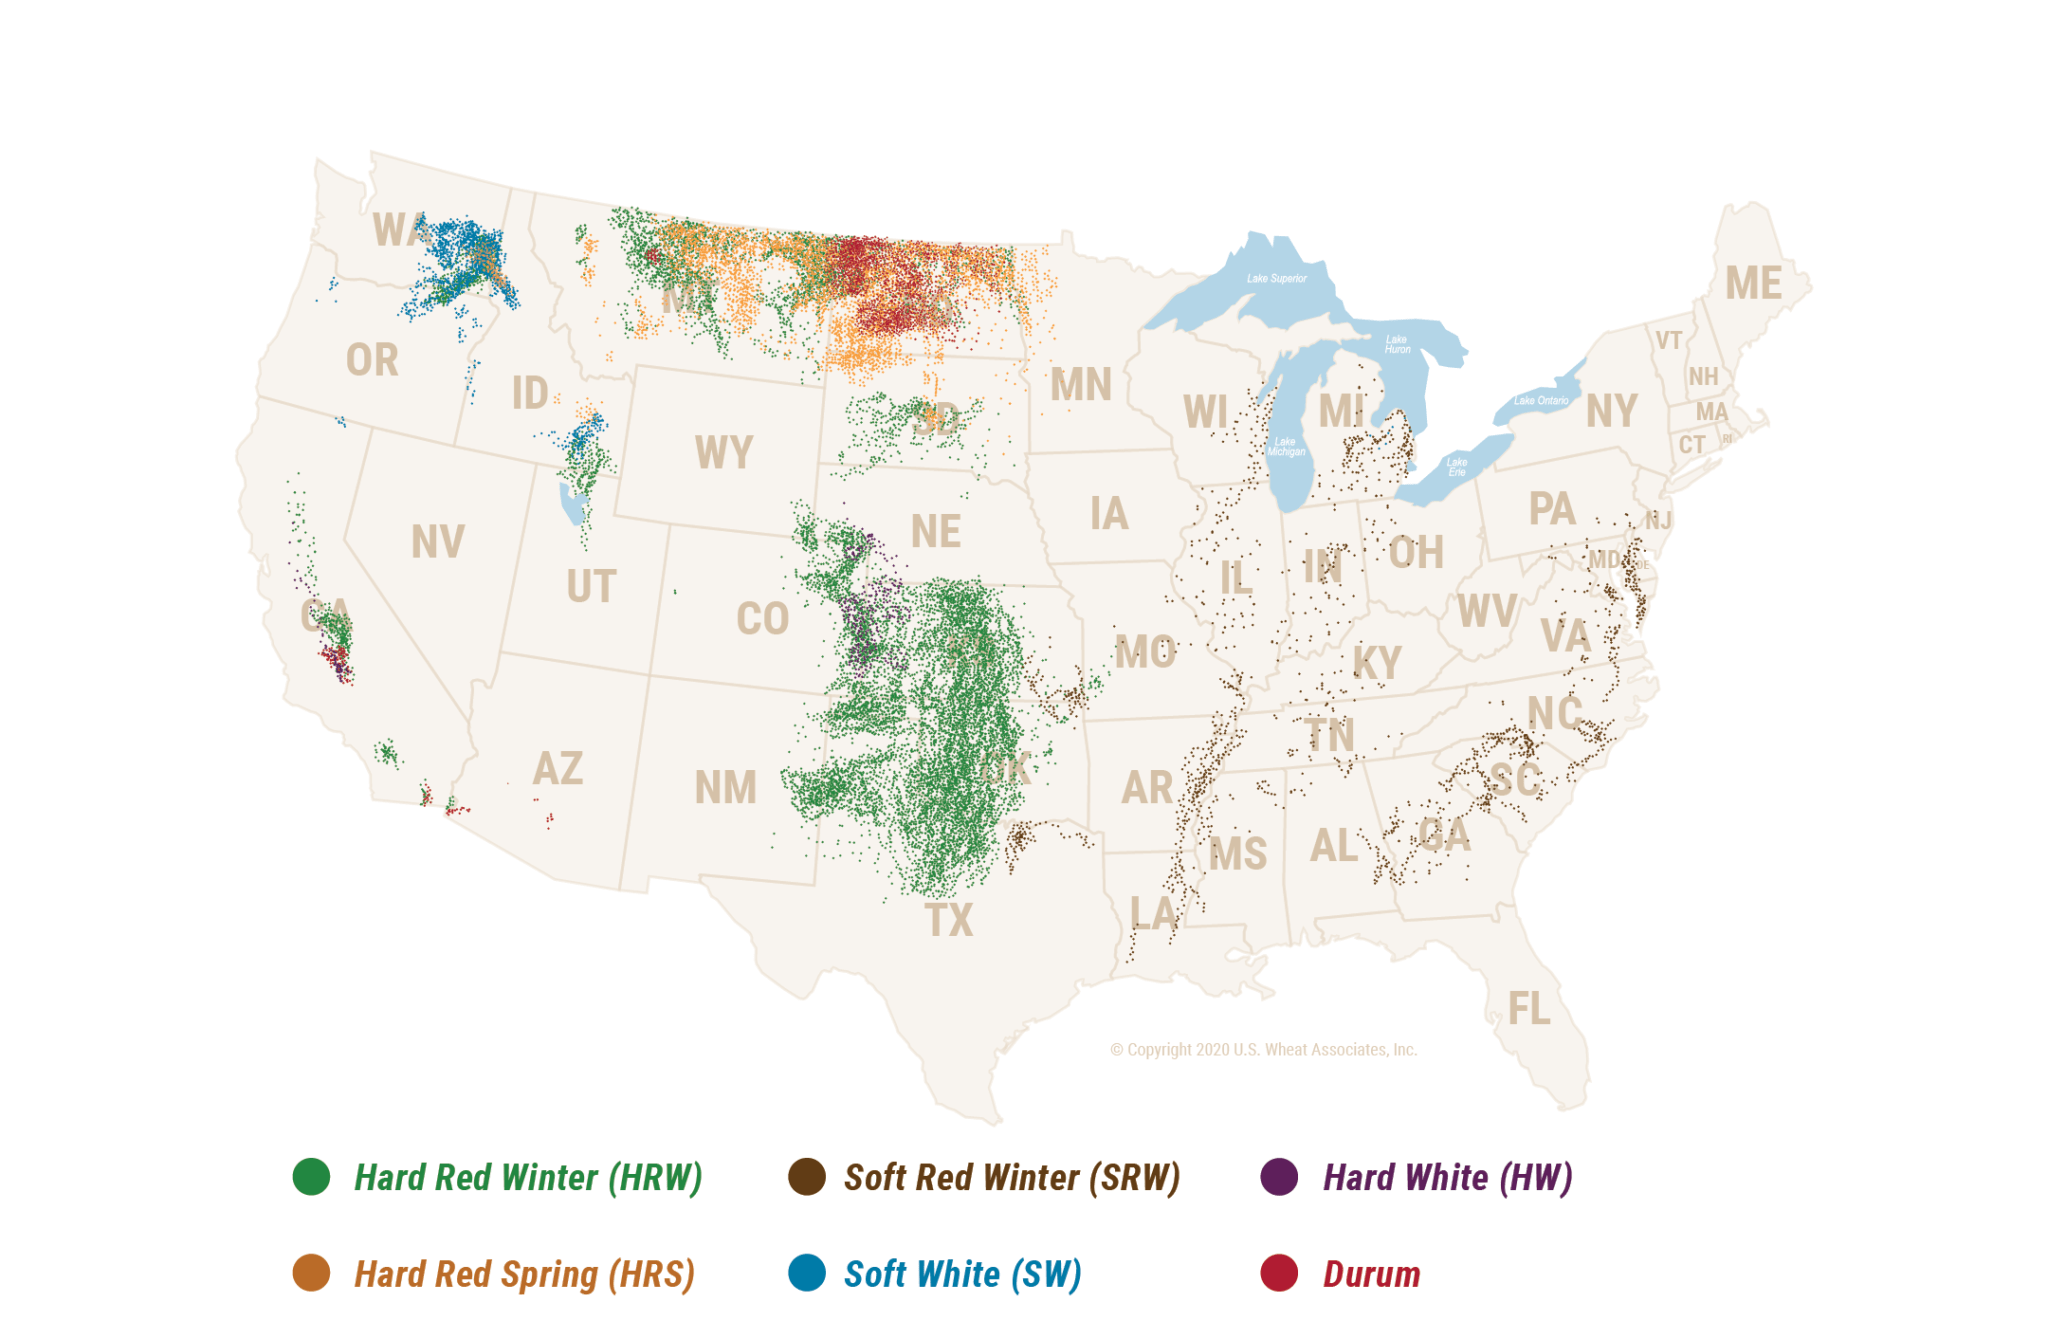 WA
MT
ND
ME
Lake Superior
Lake
Huron
VT
NH
OR
ID
MN
WI
MI
Lake Ontario
NY
MA
SD
CT
RI
WY
Lake
Michigan
Lake
Erie
NV
NE
IA
PA
NJ
OH
IN
IL
MD
DE
UT
CA
CO
WV
VA
MO
KY
NC
TN
AZ
NM
OK
AR
SC
MS
AL
GA
LA
TX
FL
© Copyright 2020 U.S. Wheat Associates, Inc.
Hard Red Winter (HRW)
Soft Red Winter (SRW)
Hard White (HW)
Hard Red Spring (HRS)
Soft White (SW)
Durum